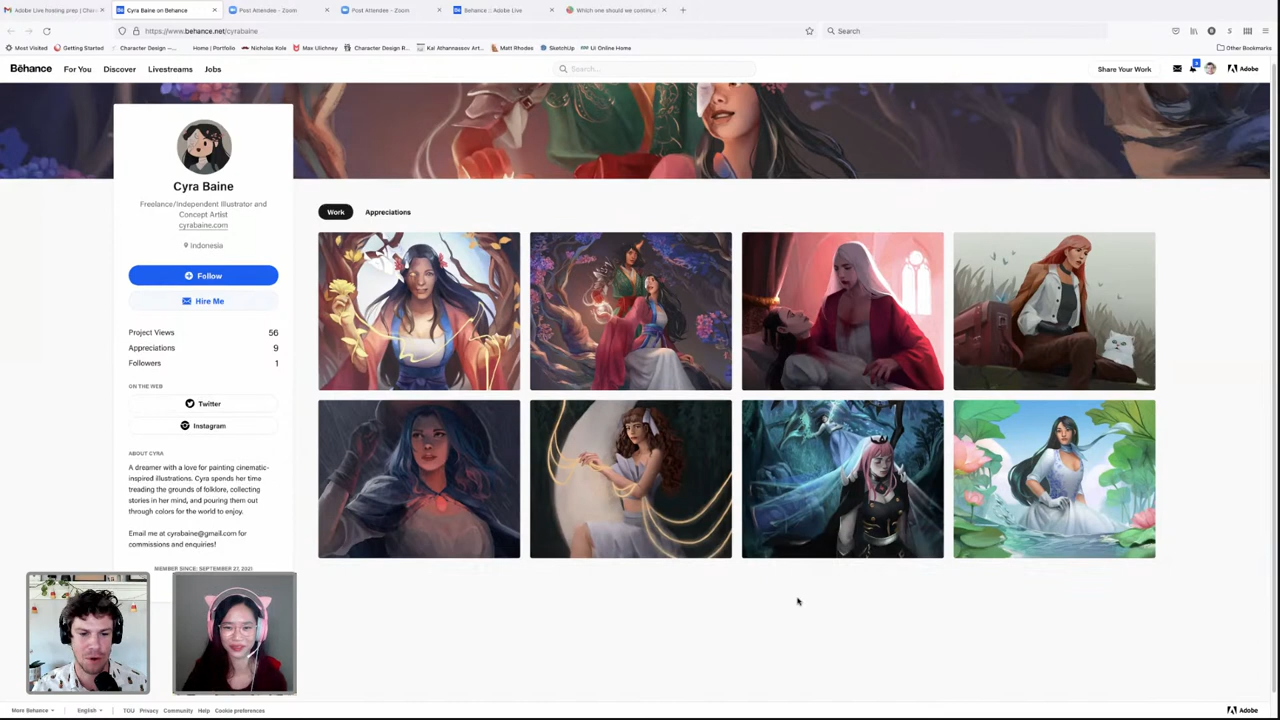 Adobe Live hosting prep
Cyra Baine on Behance
Post Attendee - Zoom
Post Attendee - Zoom
Behance :: Adobe Live
Which one should we continu
https://www.behance.net/cyrabaine
Search
Most Visited
Getting Started
Character Design —...
Home | Portfolio
Nicholas Kole
Max Ulichney
Character Design R...
Kai Athannassov Art...
Matt Rhodes
SketchUp
UI Online Home
Other Bookmarks
Bēhance
For You
Discover
Livestreams
Jobs
Search...
Share Your Work
Adobe
Cyra Baine
Freelance/Independent Illustrator and
Concept Artist
cyrabaine.com
Indonesia
Follow
Hire Me
Project Views 56
Appreciations 9
Followers 1
ON THE WEB
Twitter
Instagram
ABOUT CYRA
A dreamer with a love for painting cinematic-
inspired illustrations. Cyra spends her time
treading the grounds of folklore, collecting
stories in her mind, and pouring them out
through colors for the world to enjoy.
Email me at cyrabaine@gmail.com for
commissions and enquiries!
MEMBER SINCE: SEPTEMBER 27, 2021
Work
Appreciations
More Behance
English
TOU
Privacy
Community
Help
Cookie preferences
Adobe